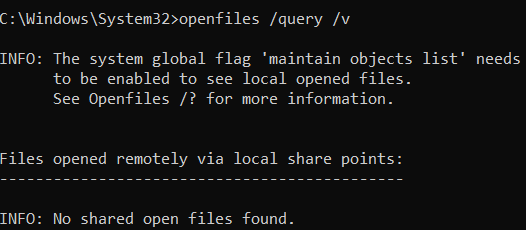 C:\Windows\System32>openfiles /query /v
INFO: The system global flag 'maintain objects list' needs
to be enabled to see local opened files.
See Openfiles /? for more information.
Files opened remotely via local share points:
---------------------------------------------
INFO: No shared open files found.